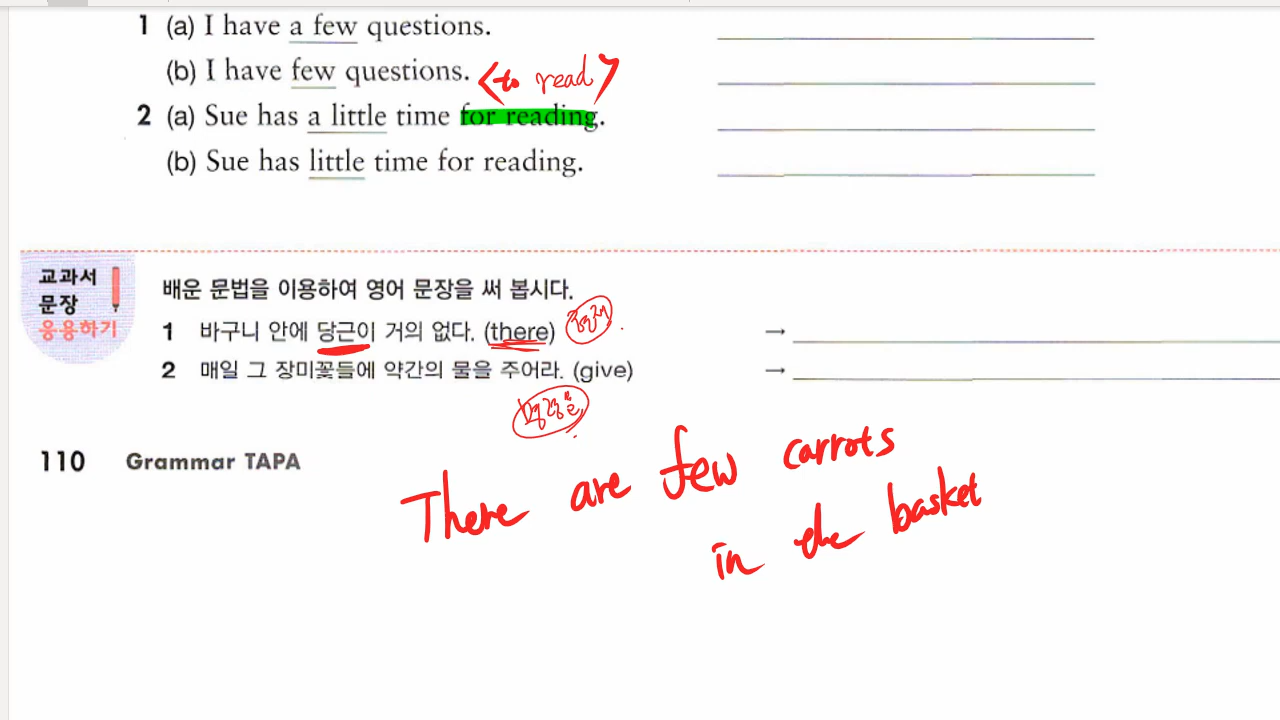 1 (a) I have a few questions.
(b) I have few questions.
<to read>
2 (a) Sue has a little time for reading.
(b) Sue has little time for reading.
교과서
문장
응용하기
배운 문법을 이용하여 영어 문장을 써 봅시다.
1 바구니 안에 당근이 거의 없다. (there) →
2 매일 그 장미꽃들에 약간의 물을 주어라. (give) →
There are few carrots
in the basket
110 Grammar TAPA